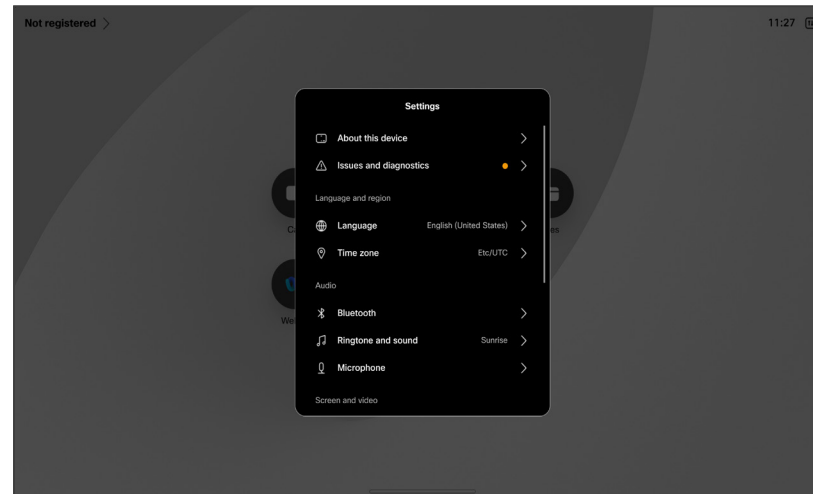 Not registered
11:27
Settings
About this device
Issues and diagnostics
Language and region
Language English (United States)
Time zone Etc/UTC
Audio
Bluetooth
Ringtone and sound Sunrise
Microphone
Screen and video